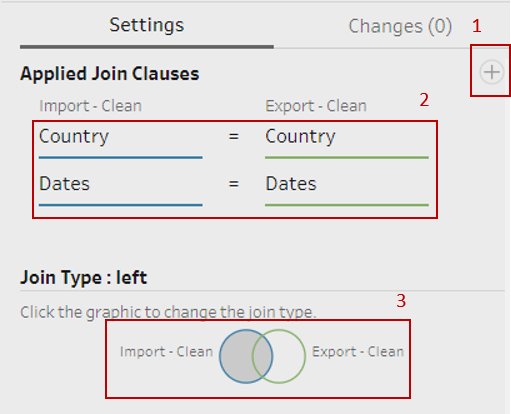 Settings Changes (0) 1
Applied Join Clauses
Import - Clean Export - Clean 2
Country = Country
Dates = Dates
Join Type : left
Click the graphic to change the join type. 3
Import - Clean Export - Clean